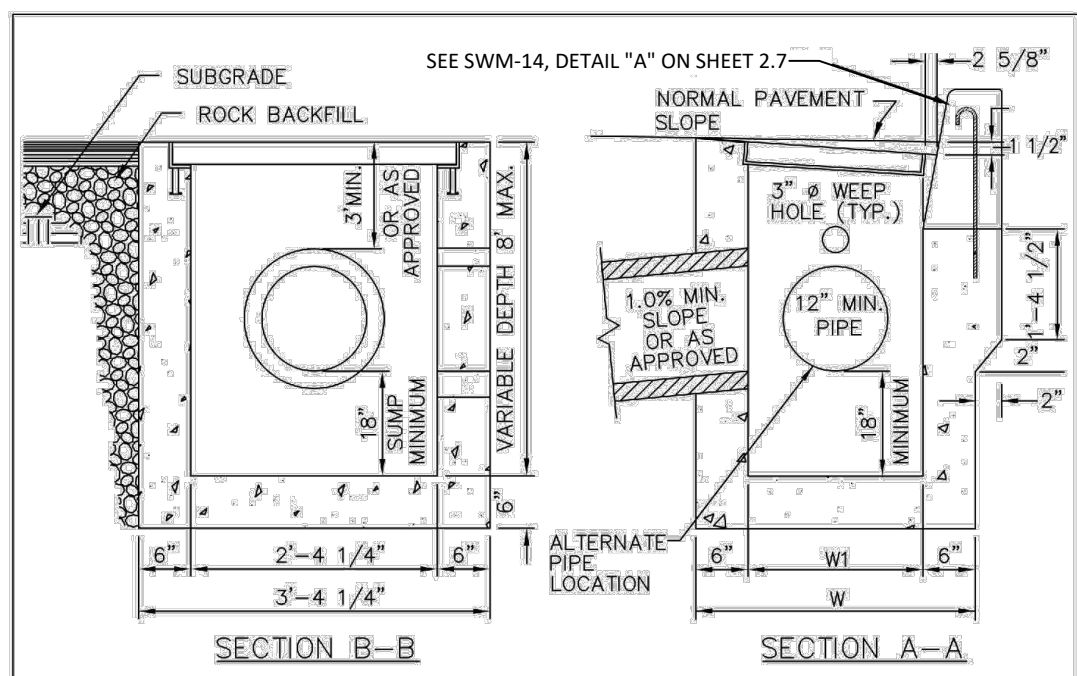 SUBGRADE
ROCK BACKFILL
3' MIN.
OR AS
APPROVED
VARIABLE DEPTH 8' MAX.
18"
SUMP
MINIMUM
6"
6"
2'-4 1/4"
6"
3'-4 1/4"
SECTION B-B
SEE SWM-14, DETAIL "A" ON SHEET 2.7
2 5/8"
NORMAL PAVEMENT
SLOPE
1 1/2"
3" Ø WEEP
HOLE (TYP.)
1.0% MIN.
SLOPE
OR AS
APPROVED
12" MIN.
PIPE
1'-4 1/2"
2"
2"
18"
MINIMUM
ALTERNATE
PIPE
LOCATION
6"
W1
6"
W
SECTION A-A